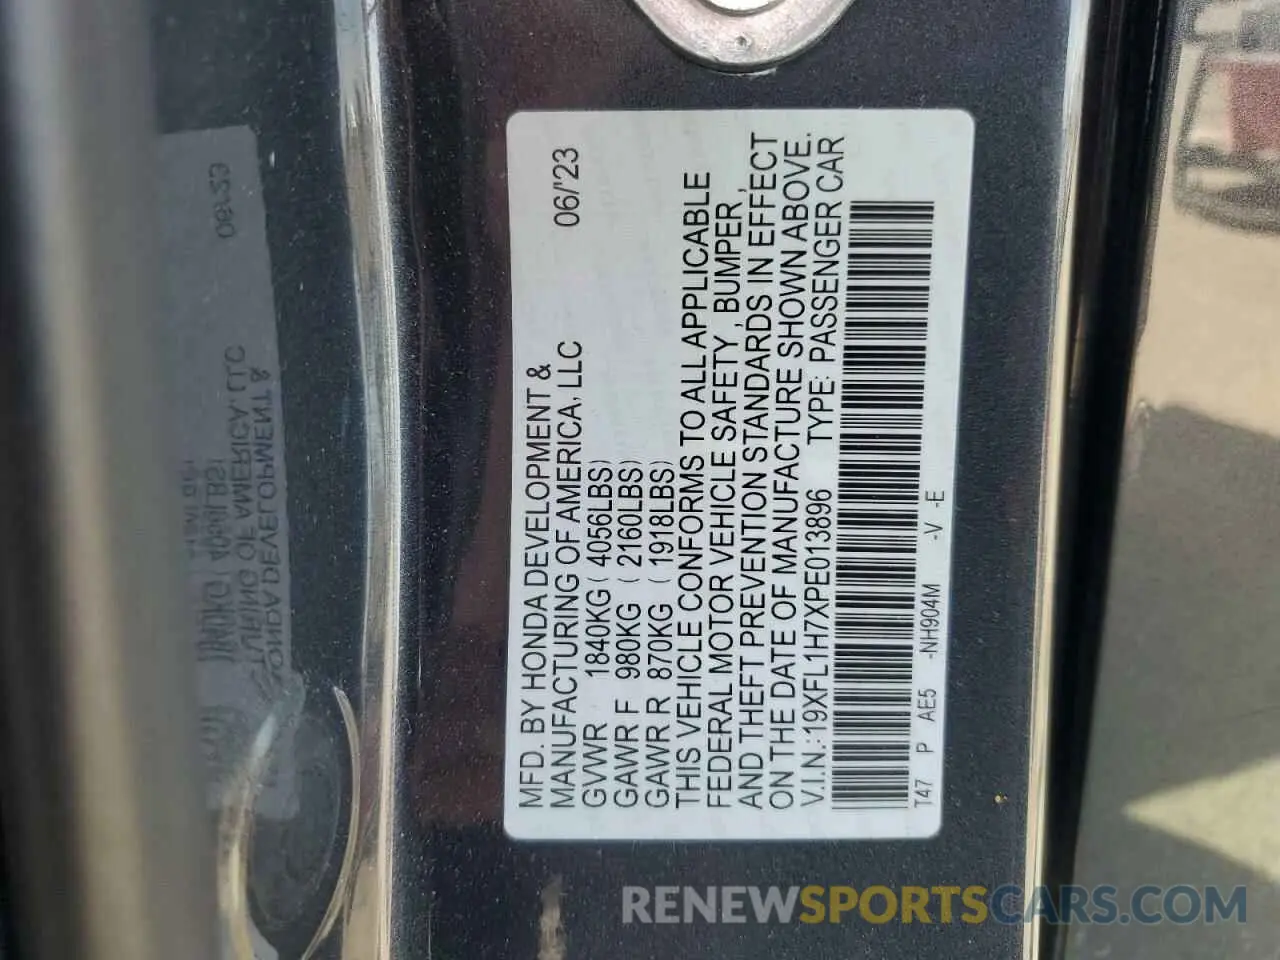 MFD. BY HONDA DEVELOPMENT &
MANUFACTURING OF AMERICA, LLC 06/'23
GVWR 1840KG ( 4056LBS)
GAWR F 980KG ( 2160LBS)
GAWR R 870KG ( 1918LBS)
THIS VEHICLE CONFORMS TO ALL APPLICABLE
FEDERAL MOTOR VEHICLE SAFETY, BUMPER,
AND THEFT PREVENTION STANDARDS IN EFFECT
ON THE DATE OF MANUFACTURE SHOWN ABOVE.
V.I.N.:19XFL1H7XPE013896 TYPE: PASSENGER CAR
T47 P AE5 -NH904M -V -E
RENEWSPORTSCARS.COM